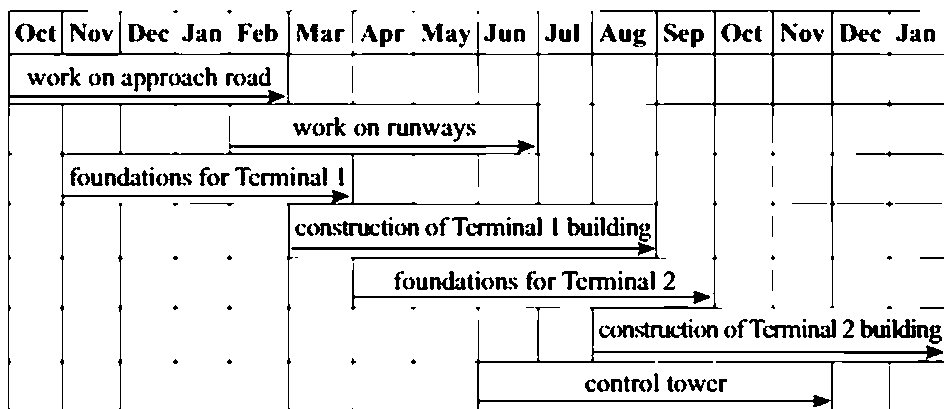 Oct Nov Dec Jan Feb Mar Apr May Jun Jul Aug Sep Oct Nov Dec Jan
work on approach road
work on runways
foundations for Terminal 1
construction of Terminal 1 building
foundations for Terminal 2
construction of Terminal 2 building
control tower